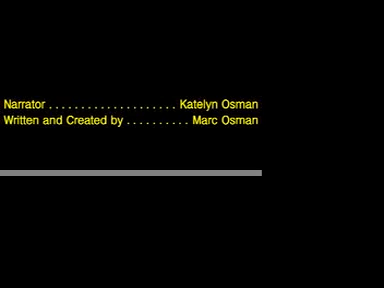 Narrator . . . . . . . . . . . . . . . . . . . . Katelyn Osman
Written and Created by . . . . . . . . . . Marc Osman